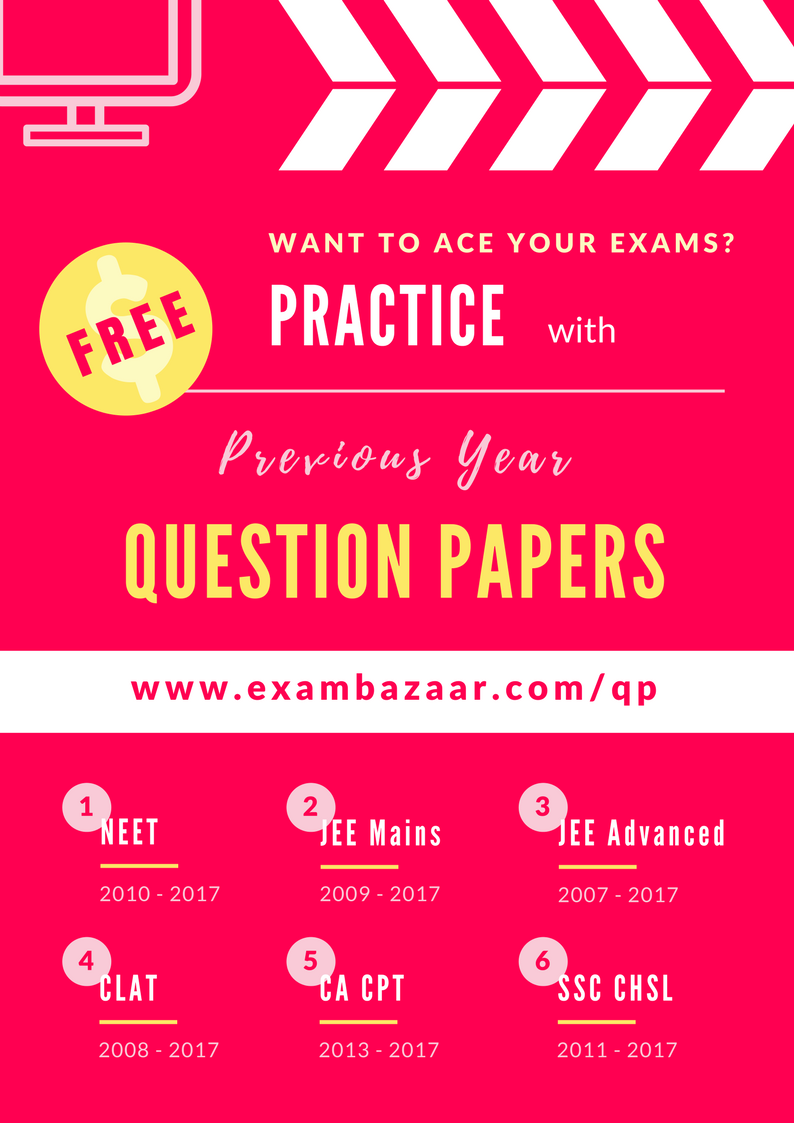 WANT TO ACE YOUR EXAMS?
FREE
PRACTICE with
Previous Year
QUESTION PAPERS
www.exambazaar.com/qp
1
NEET
2010 - 2017
2
JEE Mains
2009 - 2017
3
JEE Advanced
2007 - 2017
4
CLAT
2008 - 2017
5
CA CPT
2013 - 2017
6
SSC CHSL
2011 - 2017